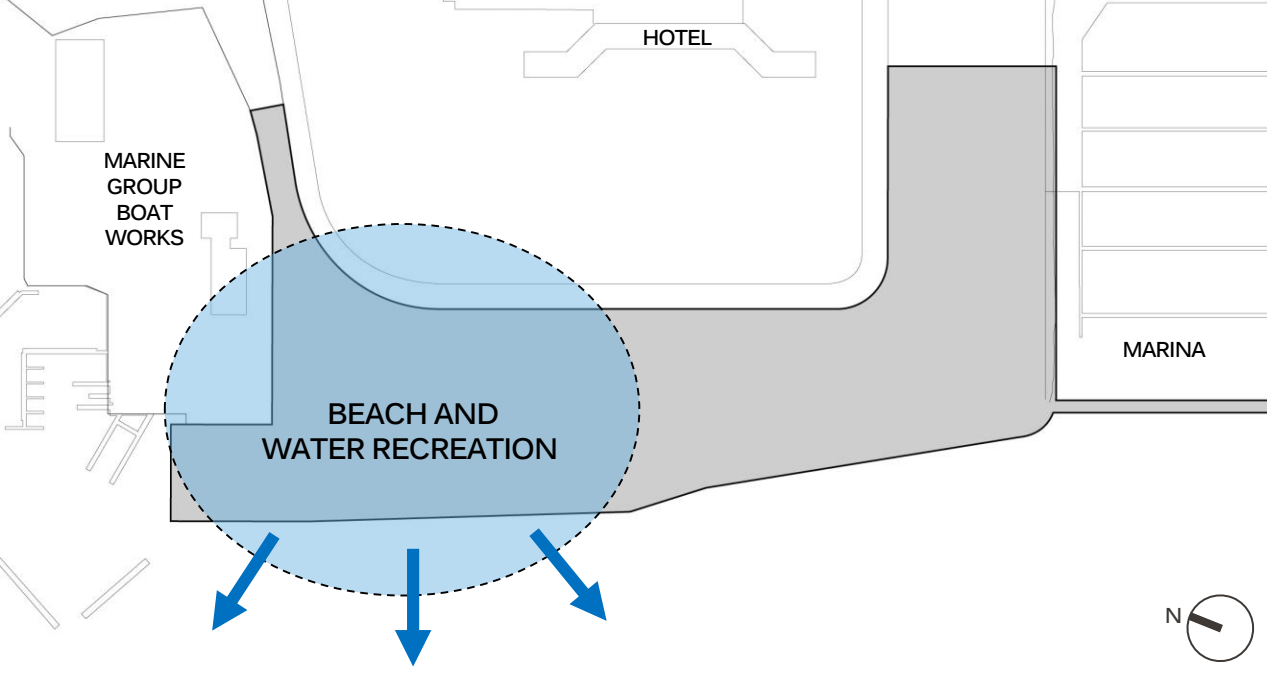 HOTEL
MARINE
GROUP
BOAT
WORKS
MARINA
BEACH AND
WATER RECREATION
N